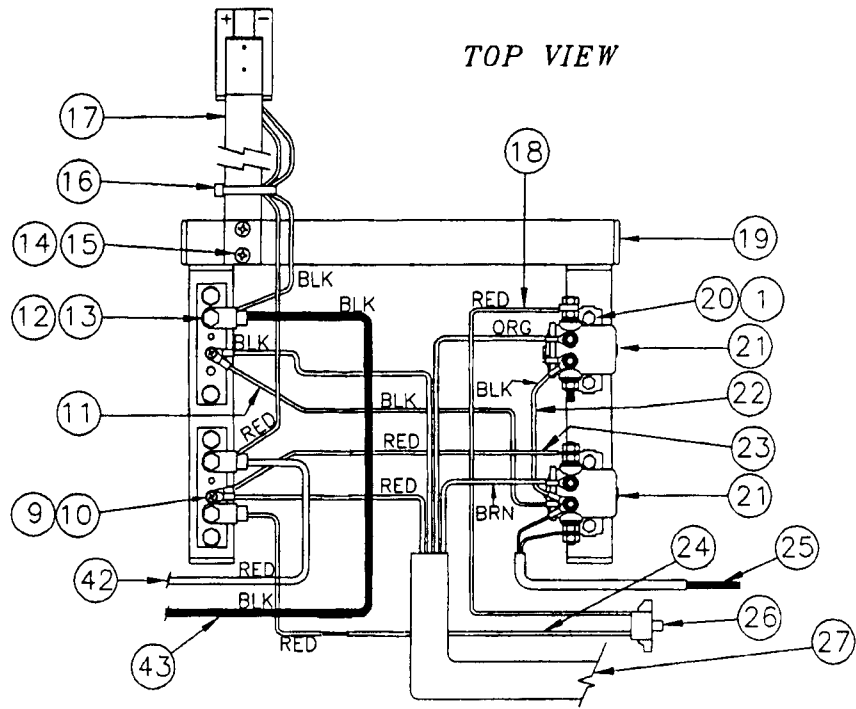 + −
TOP VIEW
17
18
16
14 15
19
BLK
RED
BLK
20 1
12 13
ORG
BLK
21
BLK
22
11
BLK
RED
RED
23
RED
21
9 10
BRN
24
25
42
RED
BLK
26
RED
43
27